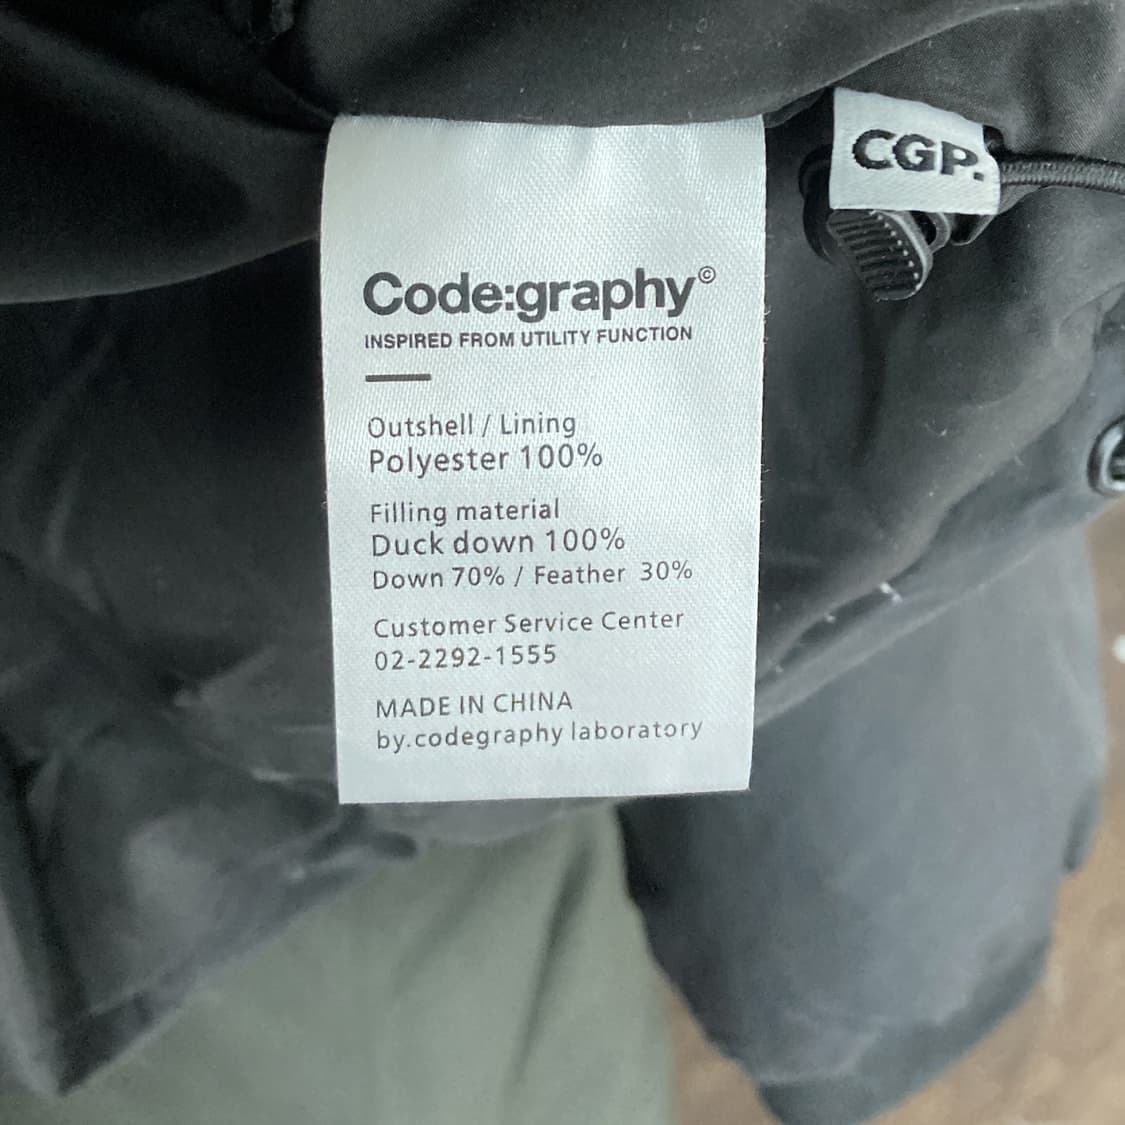 CGP.
Code:graphy©
INSPIRED FROM UTILITY FUNCTION
Outshell / Lining
Polyester 100%
Filling material
Duck down 100%
Down 70% / Feather 30%
Customer Service Center
02-2292-1555
MADE IN CHINA
by.codegraphy laboratory